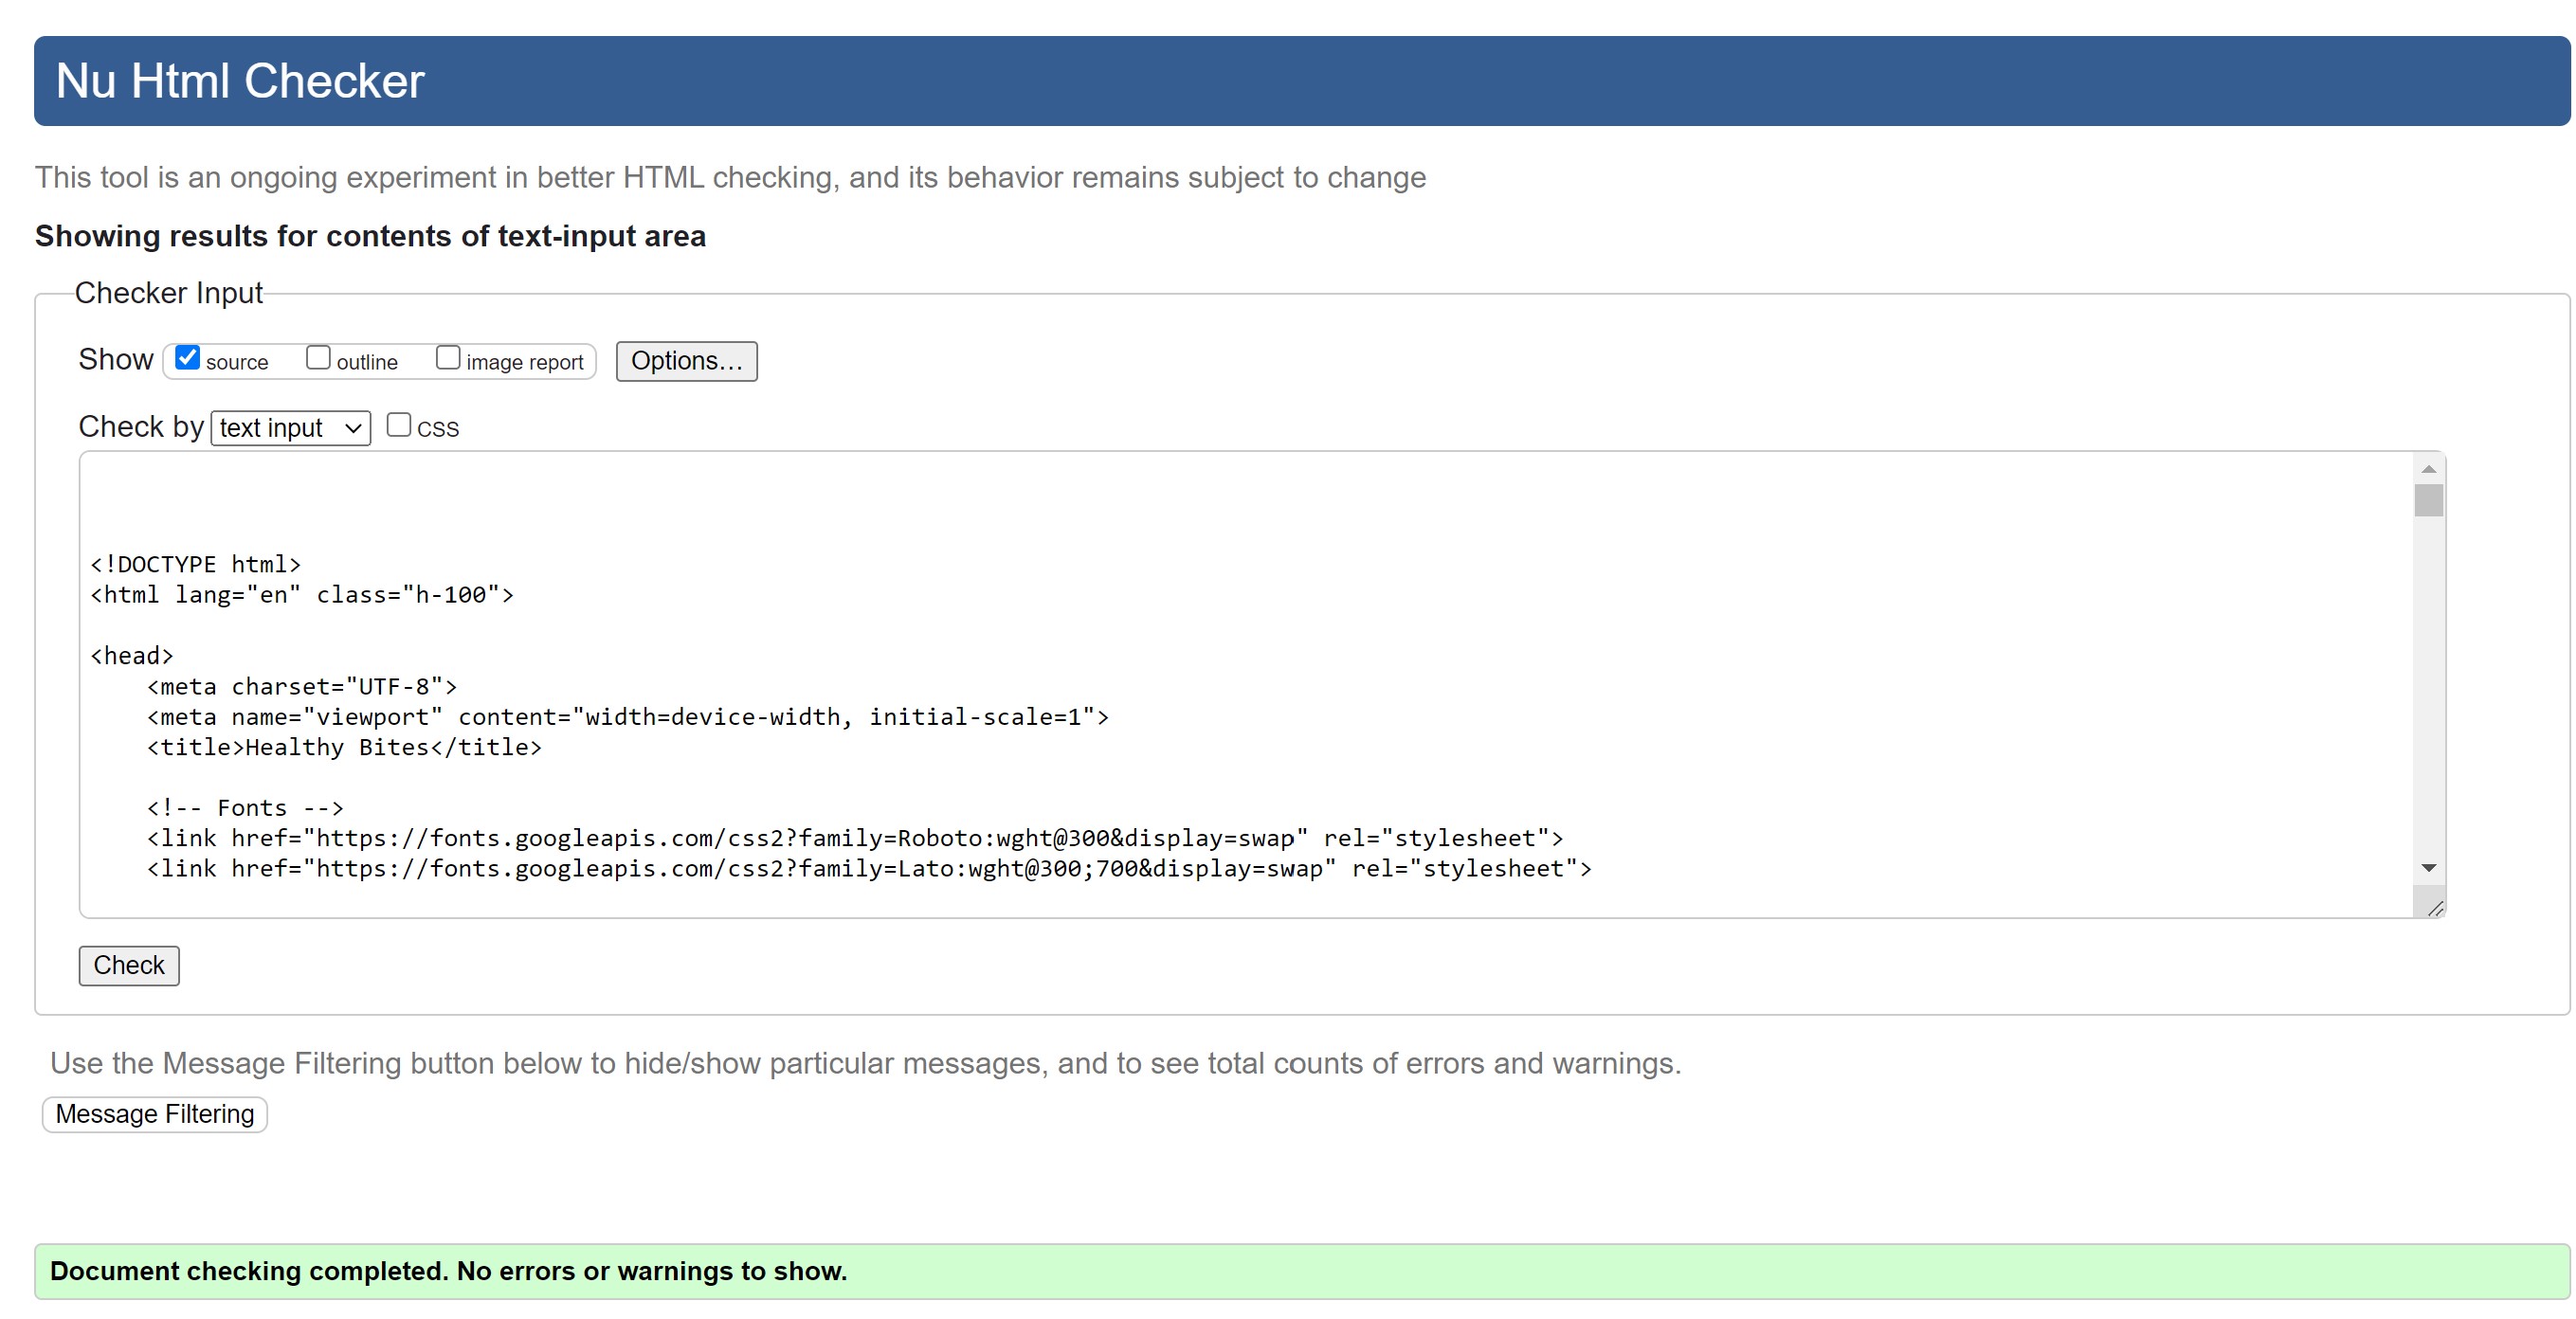 Nu Html Checker
This tool is an ongoing experiment in better HTML checking, and its behavior remains subject to change
Showing results for contents of text-input area
Checker Input
Show source outline image report Options...
Check by text input CSS
<!DOCTYPE html>
<html lang="en" class="h-100">
<head>
    <meta charset="UTF-8">
    <meta name="viewport" content="width=device-width, initial-scale=1">
    <title>Healthy Bites</title>
    <!-- Fonts -->
    <link href="https://fonts.googleapis.com/css2?family=Roboto:wght@300&display=swap" rel="stylesheet">
    <link href="https://fonts.googleapis.com/css2?family=Lato:wght@300;700&display=swap" rel="stylesheet">
Check
Use the Message Filtering button below to hide/show particular messages, and to see total counts of errors and warnings.
Message Filtering
Document checking completed. No errors or warnings to show.